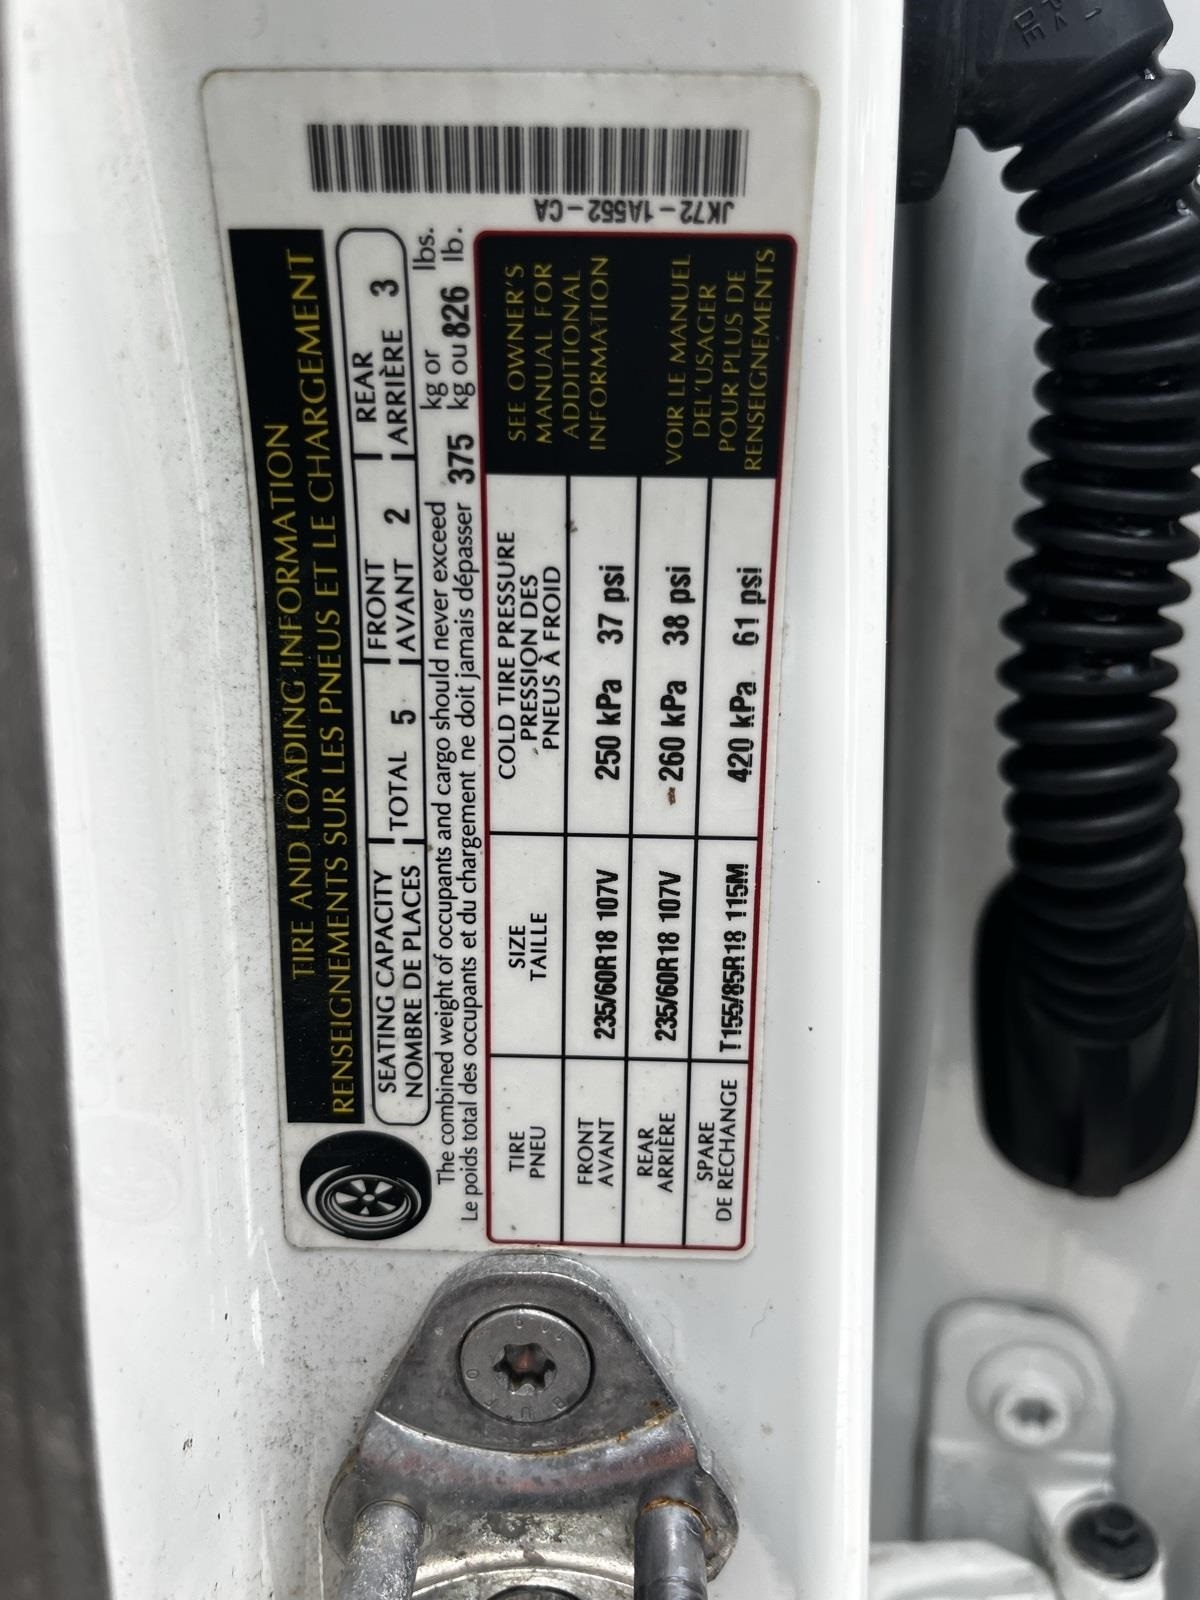 JK72-1A552-CA
TIRE AND LOADING INFORMATION
RENSEIGNEMENTS SUR LES PNEUS ET LE CHARGEMENT
SEATING CAPACITY | TOTAL 5 | FRONT 2 | REAR 3
NOMBRE DE PLACES | AVANT | ARRIÈRE
The combined weight of occupants and cargo should never exceed 375 kg or 826 lbs.
Le poids total des occupants et du chargement ne doit jamais dépasser kg ou lb.
TIRE SIZE COLD TIRE PRESSURE
PNEU TAILLE PRESSION DES
PNEUS À FROID
FRONT 235/60R18 107V 250 kPa 37 psi
AVANT
REAR 235/60R18 107V 260 kPa 38 psi
ARRIÈRE
SPARE T155/85R18 115M 420 kPa 61 psi
DE RECHANGE
SEE OWNER'S
MANUAL FOR
ADDITIONAL
INFORMATION
VOIR LE MANUEL
DEL'USAGER
POUR PLUS DE
RENSEIGNEMENTS